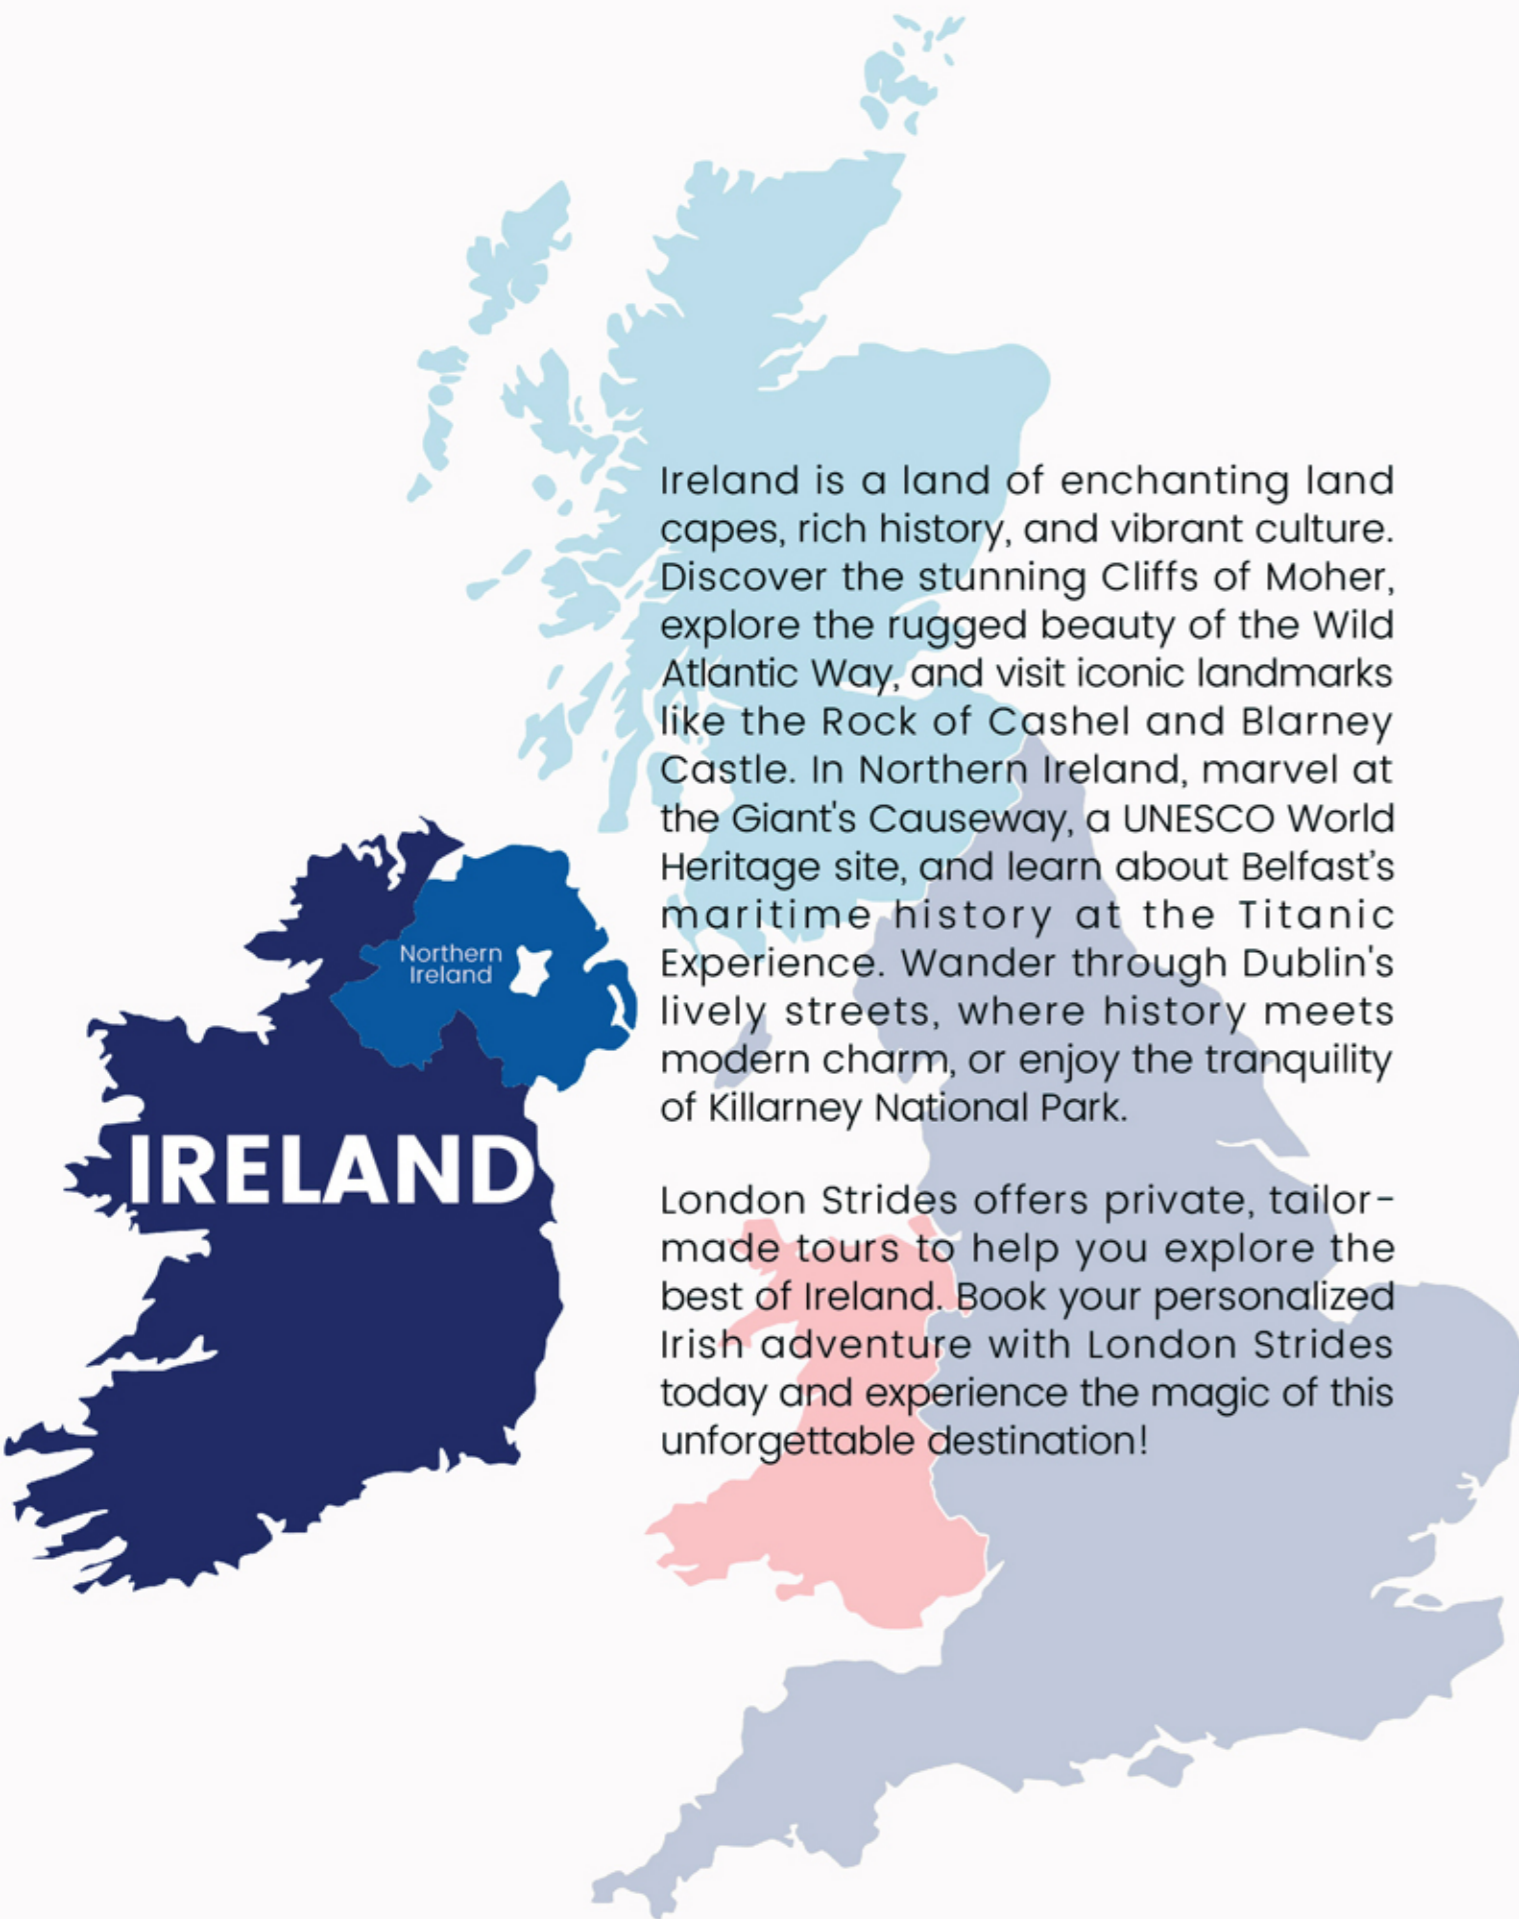 Ireland is a land of enchanting land
capes, rich history, and vibrant culture.
Discover the stunning Cliffs of Moher,
explore the rugged beauty of the Wild
Atlantic Way, and visit iconic landmarks
like the Rock of Cashel and Blarney
Castle. In Northern Ireland, marvel at
the Giant's Causeway, a UNESCO World
Heritage site, and learn about Belfast’s
maritime history at the Titanic
Experience. Wander through Dublin's
lively streets, where history meets
modern charm, or enjoy the tranquility
of Killarney National Park.
London Strides offers private, tailor-
made tours to help you explore the
best of Ireland. Book your personalized
Irish adventure with London Strides
today and experience the magic of this
unforgettable destination!
Northern
Ireland
IRELAND